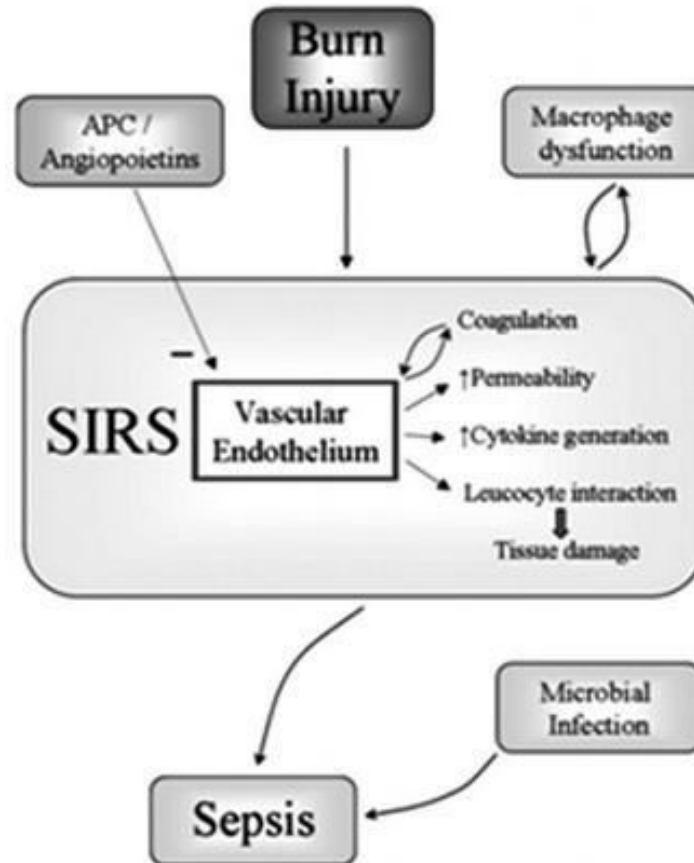 Burn
Injury
APC /
Angiopoietins
Macrophage
dysfunction
Coagulation
–
↑Permeability
SIRS
Vascular
Endothelium
↑Cytokine generation
Leucocyte interaction
Tissue damage
Microbial
Infection
Sepsis